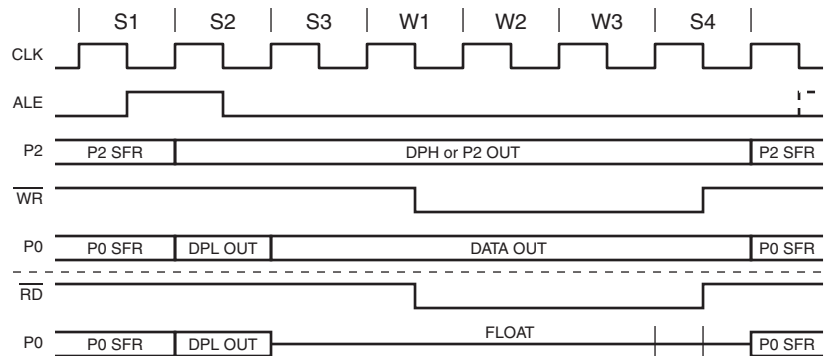 S1 S2 S3 W1 W2 W3 S4
CLK
ALE
P2 P2 SFR DPH or P2 OUT P2 SFR
WR
P0 P0 SFR DPL OUT DATA OUT P0 SFR
RD
P0 P0 SFR DPL OUT FLOAT P0 SFR